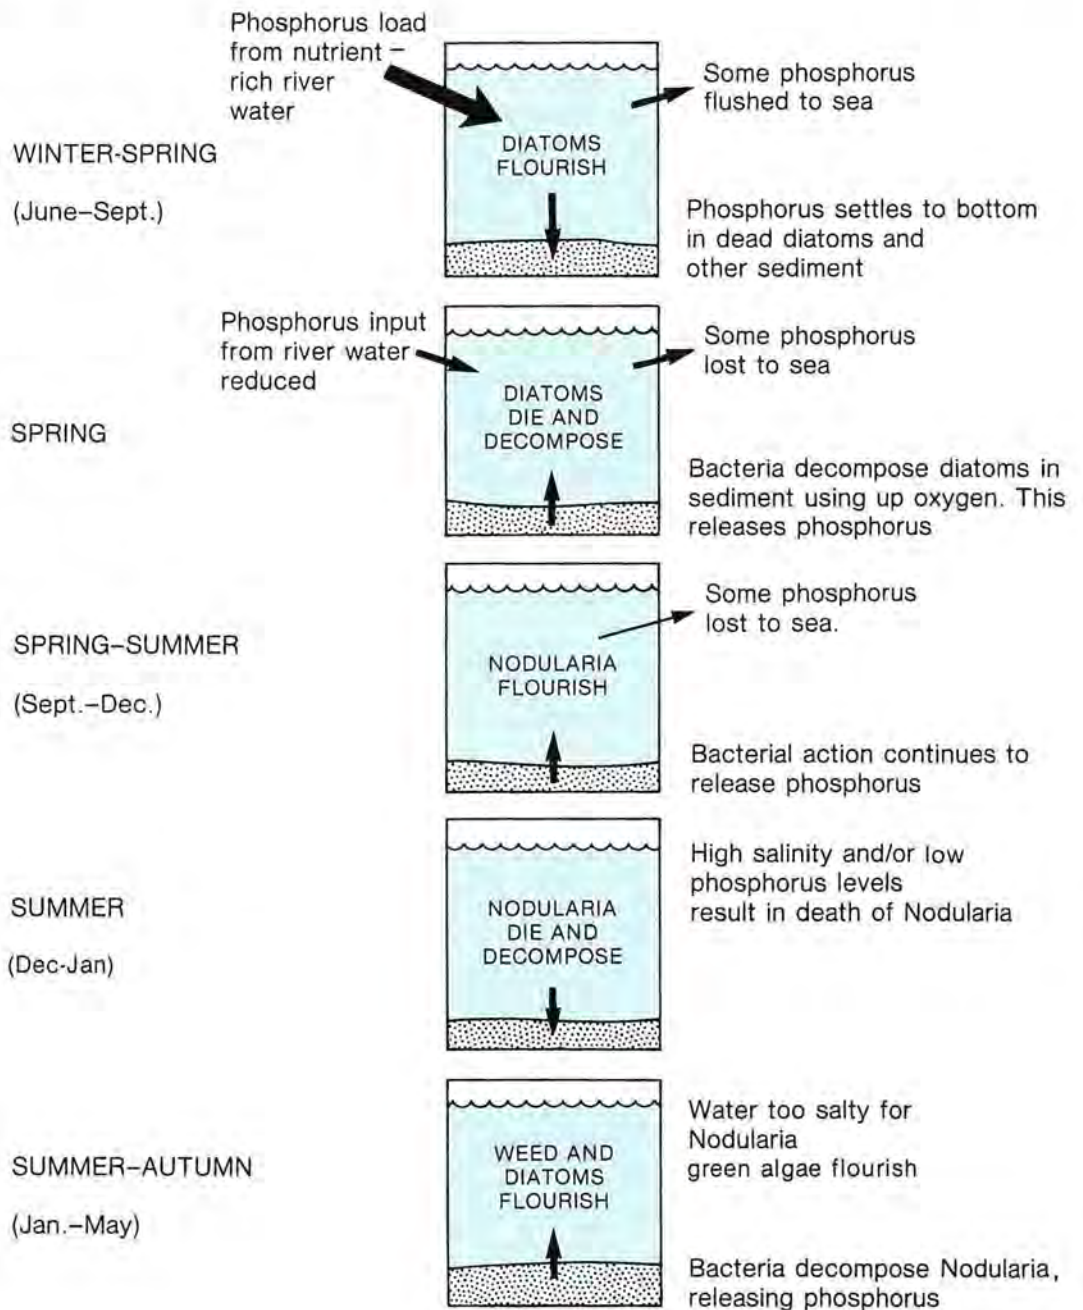 Phosphorus load
from nutrient –
rich river
water
Some phosphorus
flushed to sea
WINTER-SPRING
(June–Sept.)
DIATOMS
FLOURISH
Phosphorus settles to bottom
in dead diatoms and
other sediment
Phosphorus input
from river water
reduced
Some phosphorus
lost to sea
SPRING
DIATOMS
DIE AND
DECOMPOSE
Bacteria decompose diatoms in
sediment using up oxygen. This
releases phosphorus
Some phosphorus
lost to sea.
SPRING–SUMMER
(Sept.–Dec.)
NODULARIA
FLOURISH
Bacterial action continues to
release phosphorus
High salinity and/or low
phosphorus levels
result in death of Nodularia
SUMMER
(Dec-Jan)
NODULARIA
DIE AND
DECOMPOSE
Water too salty for
Nodularia
green algae flourish
SUMMER–AUTUMN
(Jan.–May)
WEED AND
DIATOMS
FLOURISH
Bacteria decompose Nodularia,
releasing phosphorus